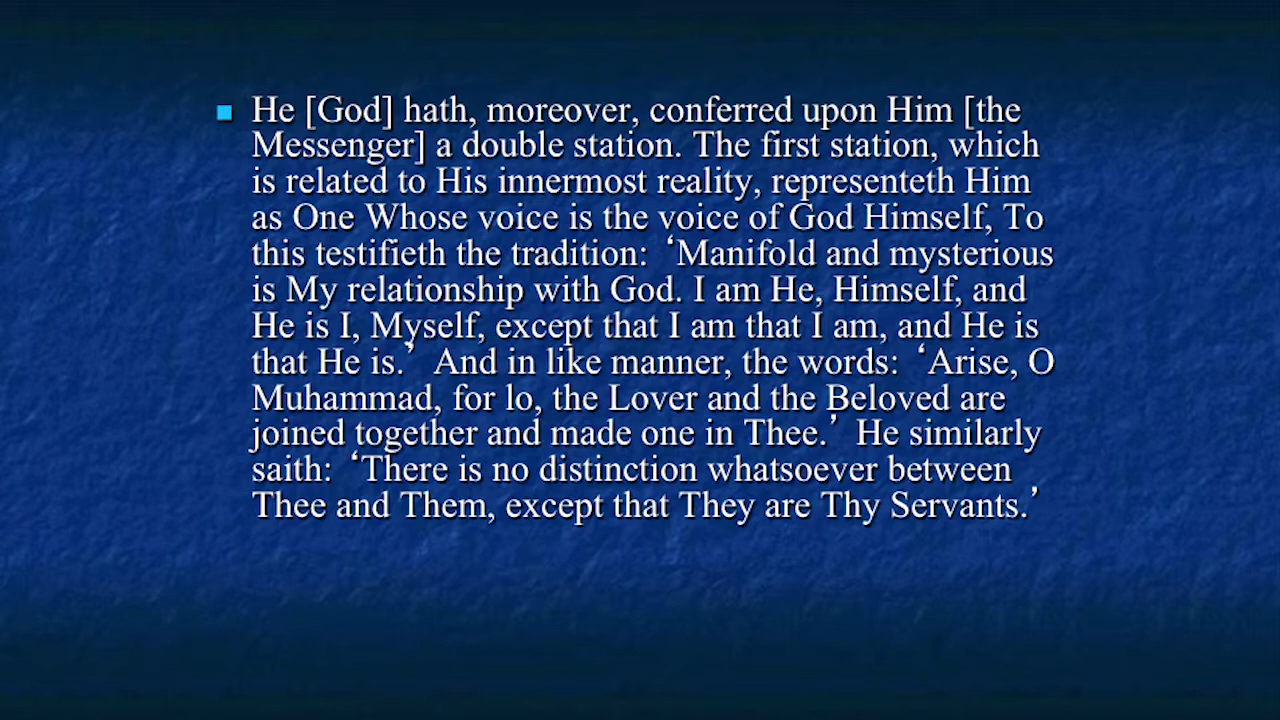 He [God] hath, moreover, conferred upon Him [the
Messenger] a double station. The first station, which
is related to His innermost reality, representeth Him
as One Whose voice is the voice of God Himself, To
this testifieth the tradition: ‘Manifold and mysterious
is My relationship with God. I am He, Himself, and
He is I, Myself, except that I am that I am, and He is
that He is.’ And in like manner, the words: ‘Arise, O
Muhammad, for lo, the Lover and the Beloved are
joined together and made one in Thee.’ He similarly
saith: ‘There is no distinction whatsoever between
Thee and Them, except that They are Thy Servants.’